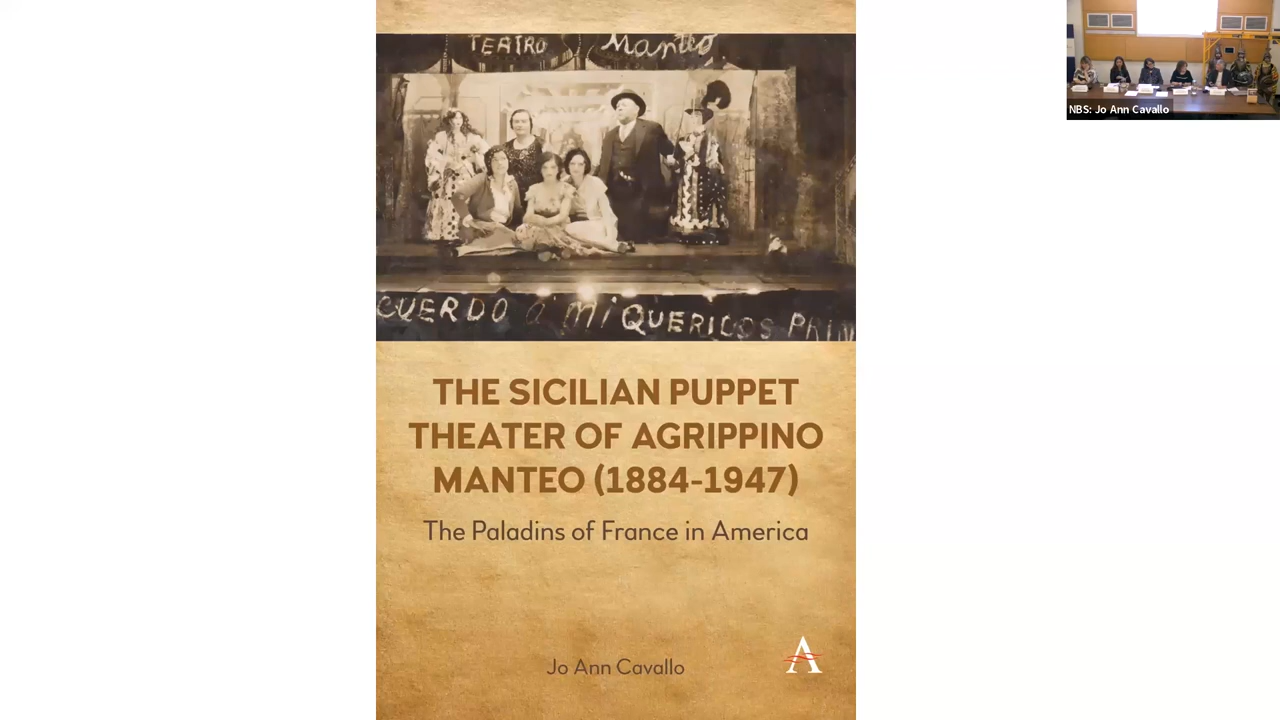 TEATRO Manteo
CUERDO a mi QUERIDOS PRIN
THE SICILIAN PUPPET
THEATER OF AGRIPPINO
MANTEO (1884-1947)
The Paladins of France in America
Jo Ann Cavallo
A
NBS: Jo Ann Cavallo